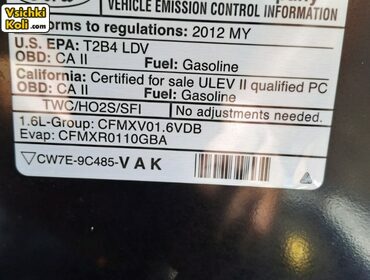 Vsichki
Koli.com
VEHICLE EMISSION CONTROL INFORMATION
orms to regulations: 2012 MY
U.S. EPA: T2B4 LDV
OBD: CA II Fuel: Gasoline
California: Certified for sale ULEV II qualified PC
OBD: CA II Fuel: Gasoline
TWC/HO2S/SFI No adjustments needed.
1.6L-Group: CFMXV01.6VDB
Evap: CFMXR0110GBA
CW7E-9C485-VAK